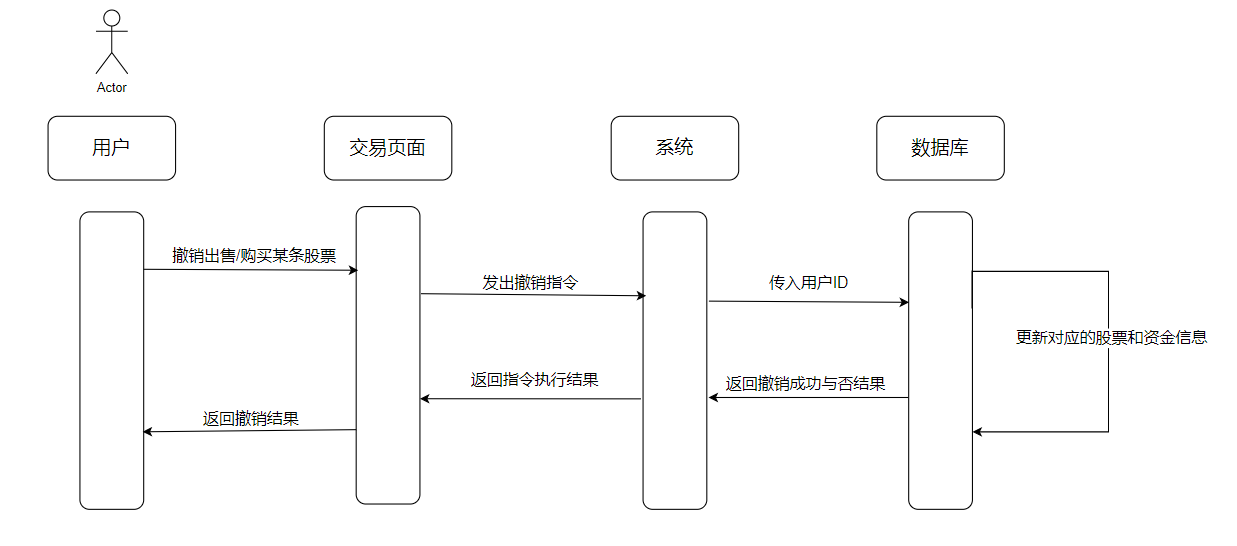 Actor
用户
交易页面
系统
数据库
撤销出售/购买某条股票
发出撤销指令
传入用户ID
更新对应的股票和资金信息
返回撤销成功与否结果
返回指令执行结果
返回撤销结果